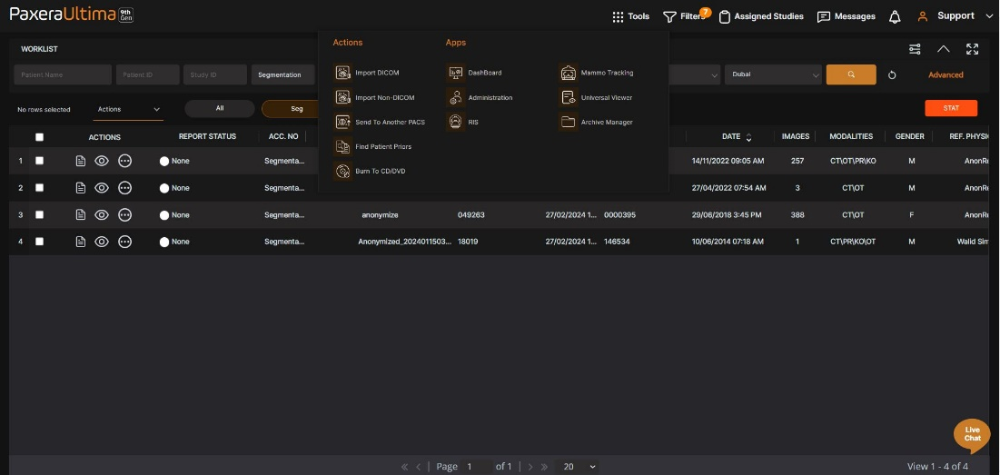 PaxeraUltima 9th Gen
Tools Filters 7 Assigned Studies Messages Support
WORKLIST
Actions Apps
Patient Name Patient ID Study ID Segmentation Dubai Advanced
Import DICOM DashBoard Mammo Tracking
Import Non-DICOM Administration Universal Viewer
Send To Another PACS RIS Archive Manager
Find Patient Priors
Burn To CD/DVD
No rows selected Actions All Seg STAT
ACTIONS REPORT STATUS ACC. NO DATE IMAGES MODALITIES GENDER REF. PHYSI
1 None Segmenta... 14/11/2022 09:05 AM 257 CT\OT\PR\KO M AnonRe
2 None Segmenta... 27/04/2022 07:54 AM 3 CT\OT M AnonRe
3 None Segmenta... anonymize 049263 27/02/2024 1... 0000395 29/06/2018 3:45 PM 388 CT\OT F AnonRe
4 None Segmenta... Anonymized_2024011503... 18019 27/02/2024 1... 146534 10/06/2014 07:18 AM 1 CT\PR\KO\OT M Walid Sim
Live
Chat
Page 1 of 1 20 View 1 - 4 of 4